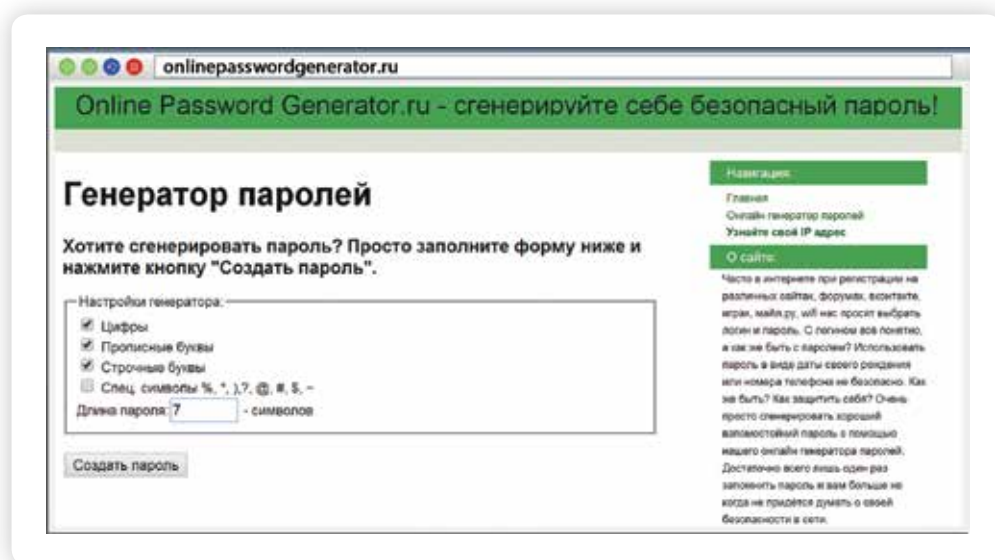 onlinepasswordgenerator.ru
Online Password Generator.ru - сгенерируйте себе безопасный пароль!
Генератор паролей
Хотите сгенерировать пароль? Просто заполните форму ниже и
нажмите кнопку "Создать пароль".
Настройки генератора:
Цифры
Прописные буквы
Строчные буквы
Спец. символы %, *, ),?, @, #, $, ~
Длина пароля: 7 - символов
Создать пароль
Навигация:
Главная
Онлайн генератор паролей
Узнайте свой IP адрес
О сайте:
Часто в интернете при регистрации на
различных сайтах, форумах, вконтакте,
играх, майл.ру, wifi нас просят выбрать
логин и пароль. С логином всё понятно,
а как же быть с паролем? Использовать
пароль в виде даты своего рождения
или номера телефона не безопасно. Как
же быть? Как защитить себя? Очень
просто сгенерировать хороший
взломостойкий пароль с помощью
нашего онлайн генератора паролей.
Достаточно всего лишь один раз
запомнить пароль и вам больше не
когда не придётся думать о своей
безопасности в сети.